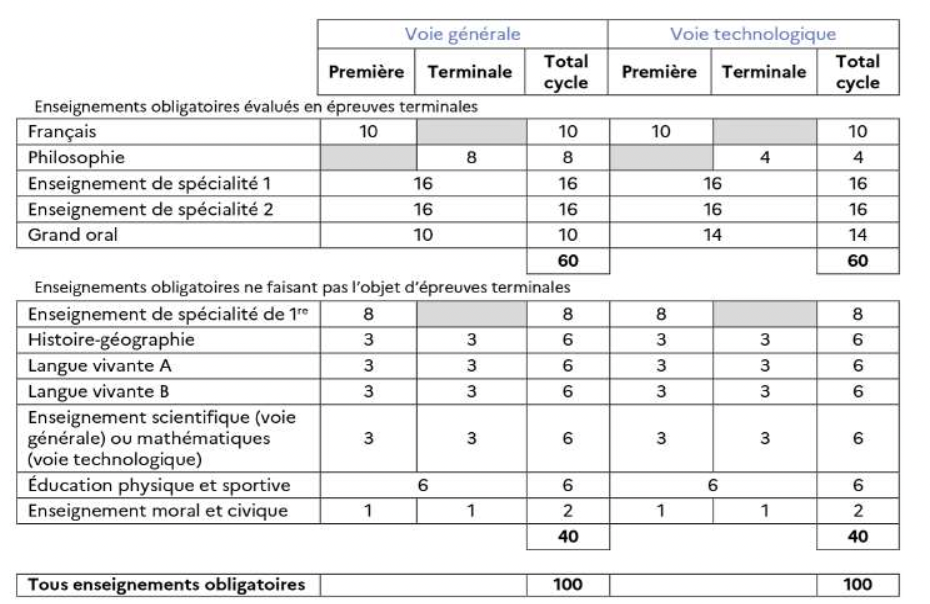 Voie générale Voie technologique
Première Terminale Total cycle Première Terminale Total cycle
Enseignements obligatoires évalués en épreuves terminales
Français 10 10 10 10
Philosophie 8 8 4 4
Enseignement de spécialité 1 16 16 16 16
Enseignement de spécialité 2 16 16 16 16
Grand oral 10 10 14 14
60 60
Enseignements obligatoires ne faisant pas l'objet d'épreuves terminales
Enseignement de spécialité de 1re 8 8 8 8
Histoire-géographie 3 3 6 3 3 6
Langue vivante A 3 3 6 3 3 6
Langue vivante B 3 3 6 3 3 6
Enseignement scientifique (voie
générale) ou mathématiques 3 3 6 3 3 6
(voie technologique)
Éducation physique et sportive 6 6 6 6
Enseignement moral et civique 1 1 2 1 1 2
40 40
Tous enseignements obligatoires 100 100